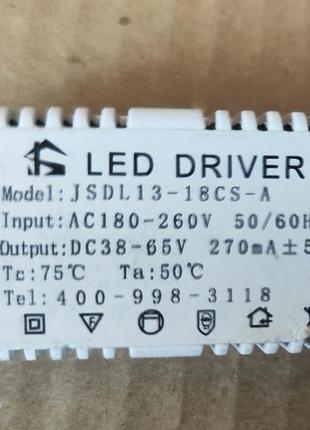 LED DRIVER
Model:JSDL13-18CS-A
Input:AC180-260V 50/60H
Output:DC38-65V 270mA±5
Tc:75℃ Ta:50℃
Tel:400-998-3118
F